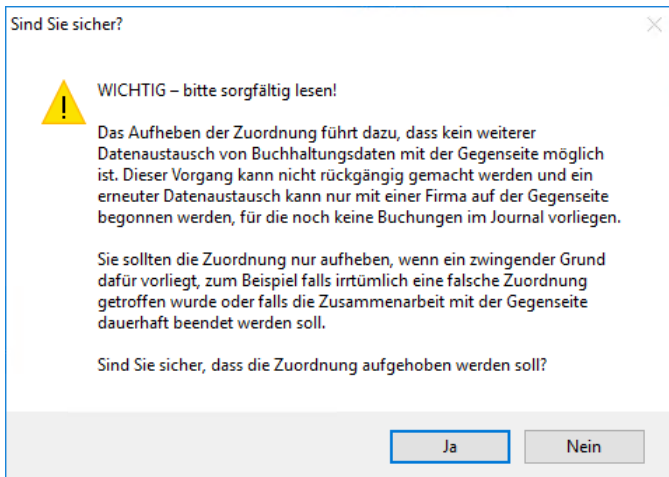 Sind Sie sicher?
WICHTIG – bitte sorgfältig lesen!
Das Aufheben der Zuordnung führt dazu, dass kein weiterer
Datenaustausch von Buchhaltungsdaten mit der Gegenseite möglich
ist. Dieser Vorgang kann nicht rückgängig gemacht werden und ein
erneuter Datenaustausch kann nur mit einer Firma auf der Gegenseite
begonnen werden, für die noch keine Buchungen im Journal vorliegen.
Sie sollten die Zuordnung nur aufheben, wenn ein zwingender Grund
dafür vorliegt, zum Beispiel falls irrtümlich eine falsche Zuordnung
getroffen wurde oder falls die Zusammenarbeit mit der Gegenseite
dauerhaft beendet werden soll.
Sind Sie sicher, dass die Zuordnung aufgehoben werden soll?
Ja
Nein